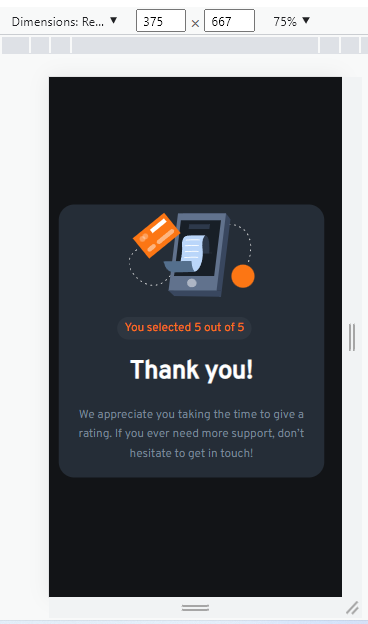 Dimensions: Re... ▼ 375 × 667 75% ▼
You selected 5 out of 5
Thank you!
We appreciate you taking the time to give a
rating. If you ever need more support, don't
hesitate to get in touch!